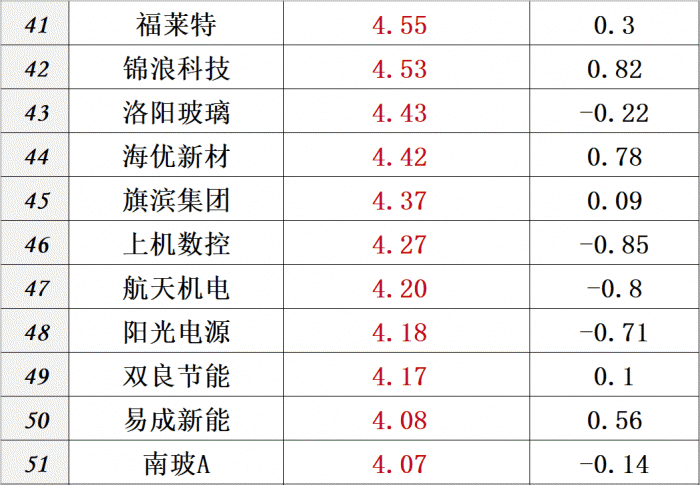 41 福莱特 4.55 0.3
42 锦浪科技 4.53 0.82
43 洛阳玻璃 4.43 -0.22
44 海优新材 4.42 0.78
45 旗滨集团 4.37 0.09
46 上机数控 4.27 -0.85
47 航天机电 4.20 -0.8
48 阳光电源 4.18 -0.71
49 双良节能 4.17 0.1
50 易成新能 4.08 0.56
51 南玻A 4.07 -0.14